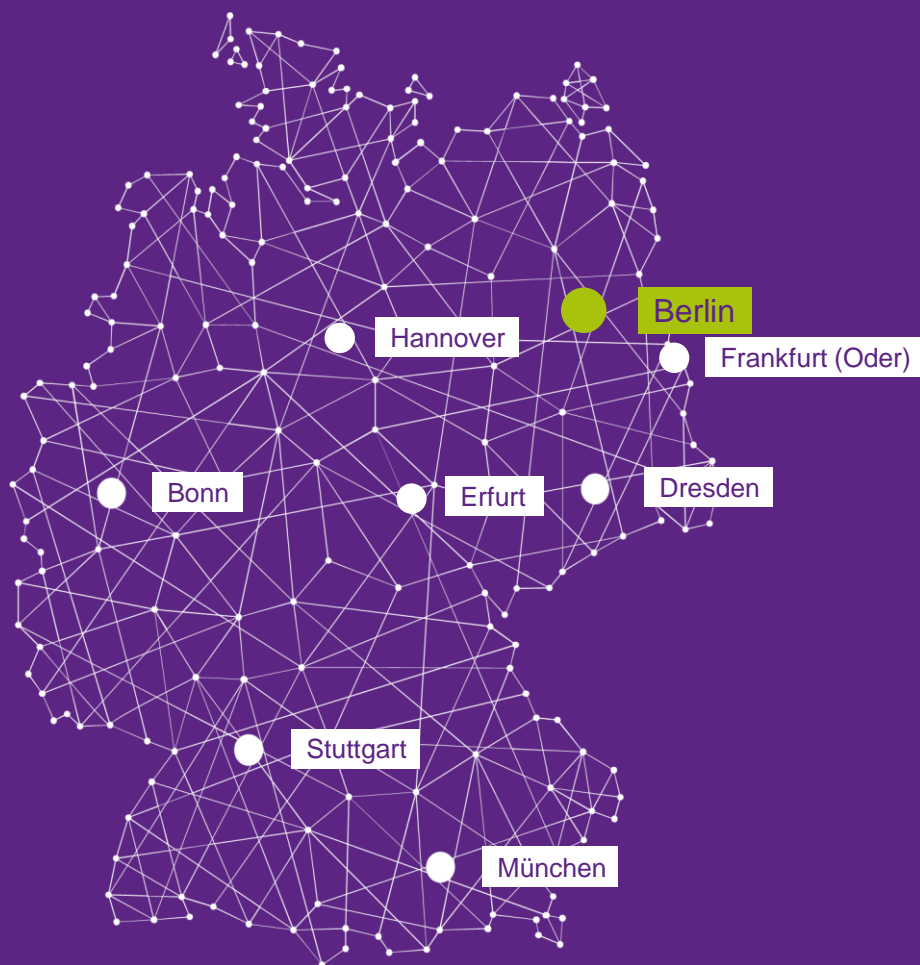 Berlin
Hannover
Frankfurt (Oder)
Bonn
Erfurt
Dresden
Stuttgart
München